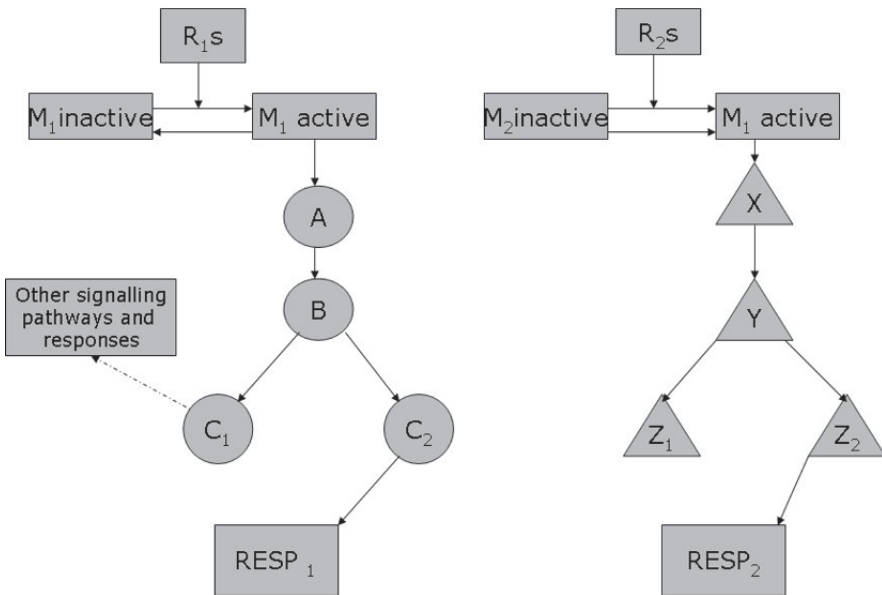 R₁s
M₁inactive
M₁ active
A
B
Other signalling
pathways and
responses
C₁
C₂
RESP ₁
R₂s
M₂inactive
M₁ active
X
Y
Z₁
Z₂
RESP₂